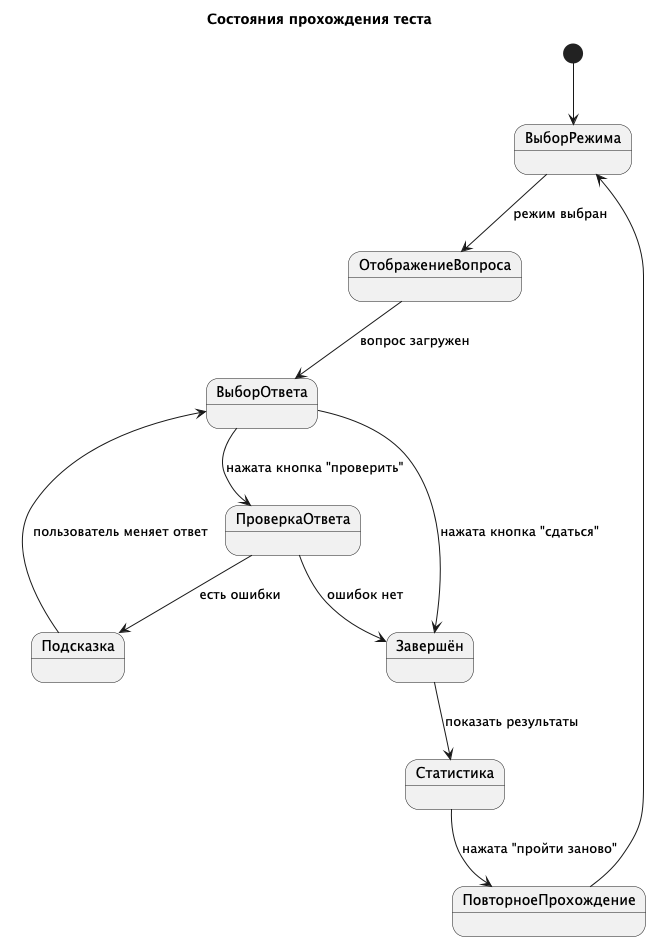 Состояния прохождения теста
ВыборРежима
режим выбран
ОтображениеВопроса
вопрос загружен
ВыборОтвета
нажата кнопка "проверить"
ПроверкаОтвета
пользователь меняет ответ
нажата кнопка "сдаться"
есть ошибки
ошибок нет
Подсказка
Завершён
показать результаты
Статистика
нажата "пройти заново"
ПовторноеПрохождение